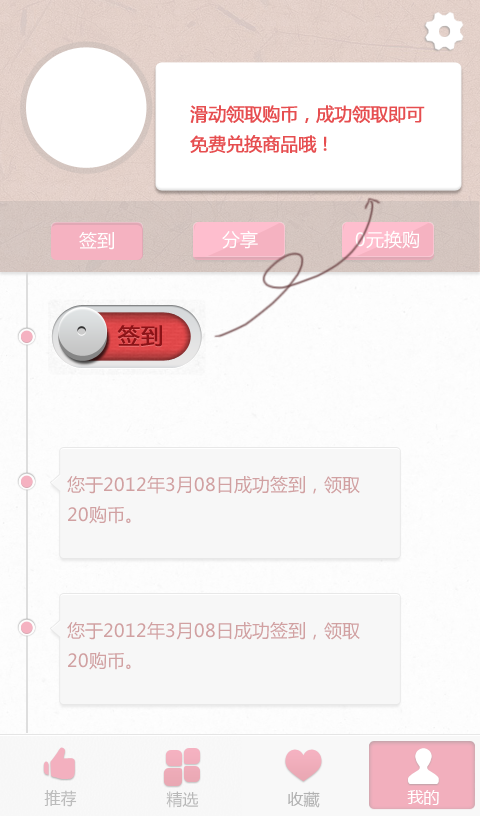 滑动领取购币，成功领取即可
免费兑换商品哦！
签到
分享
0元换购
签到
您于2012年3月08日成功签到，领取
20购币。
您于2012年3月08日成功签到，领取
20购币。
推荐
精选
收藏
我的